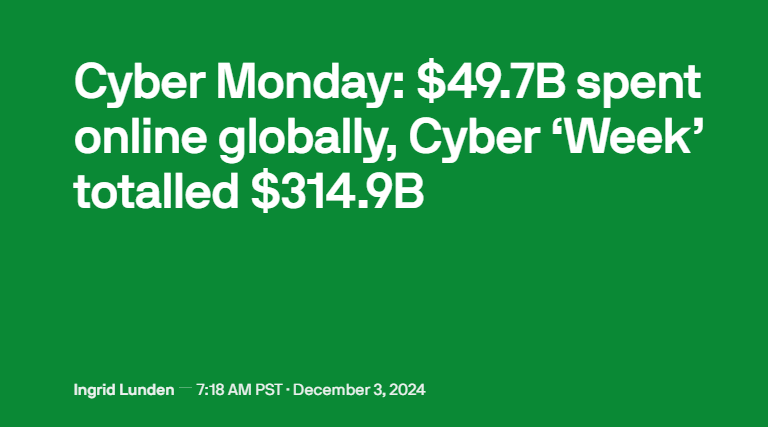 Cyber Monday: $49.7B spent
online globally, Cyber ‘Week’
totalled $314.9B
Ingrid Lunden — 7:18 AM PST · December 3, 2024